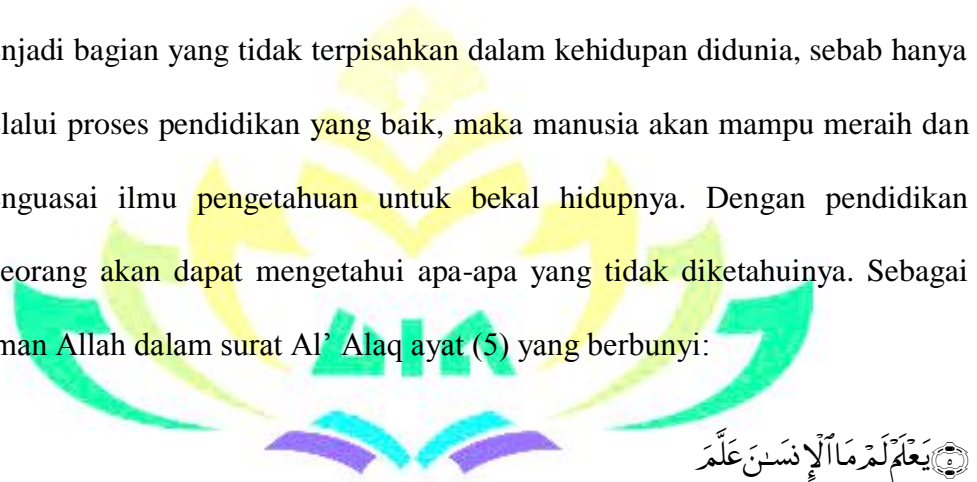 njadi bagian yang tidak terpisahkan dalam kehidupan didunia, sebab hanya
lalui proses pendidikan yang baik, maka manusia akan mampu meraih dan
nguasai ilmu pengetahuan untuk bekal hidupnya. Dengan pendidikan
eorang akan dapat mengetahui apa-apa yang tidak diketahuinya. Sebagai
man Allah dalam surat Al’ Alaq ayat (5) yang berbunyi:
عَلَّمَ ٱلْإِنسَـٰنَ مَا لَمْ يَعْلَمْ ۝٥